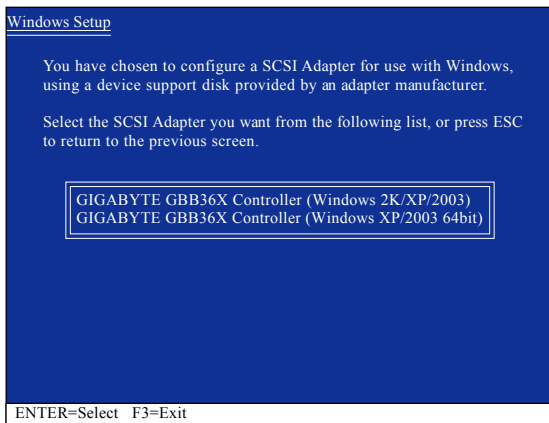 Windows Setup
You have chosen to configure a SCSI Adapter for use with Windows,
using a device support disk provided by an adapter manufacturer.
Select the SCSI Adapter you want from the following list, or press ESC
to return to the previous screen.
GIGABYTE GBB36X Controller (Windows 2K/XP/2003)
GIGABYTE GBB36X Controller (Windows XP/2003 64bit)
ENTER=Select F3=Exit